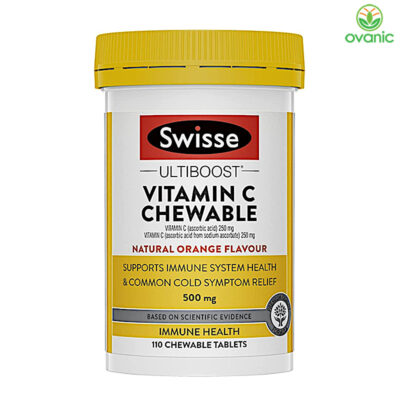 ovanic
Swisse
ULTIBOOST®
VITAMIN C
CHEWABLE
VITAMIN C (ascorbic acid) 250 mg
VITAMIN C (ascorbic acid from sodium ascorbate) 250 mg
NATURAL ORANGE FLAVOUR
SUPPORTS IMMUNE SYSTEM HEALTH
& COMMON COLD SYMPTOM RELIEF
500 mg
BASED ON SCIENTIFIC EVIDENCE
IMMUNE HEALTH
110 CHEWABLE TABLETS